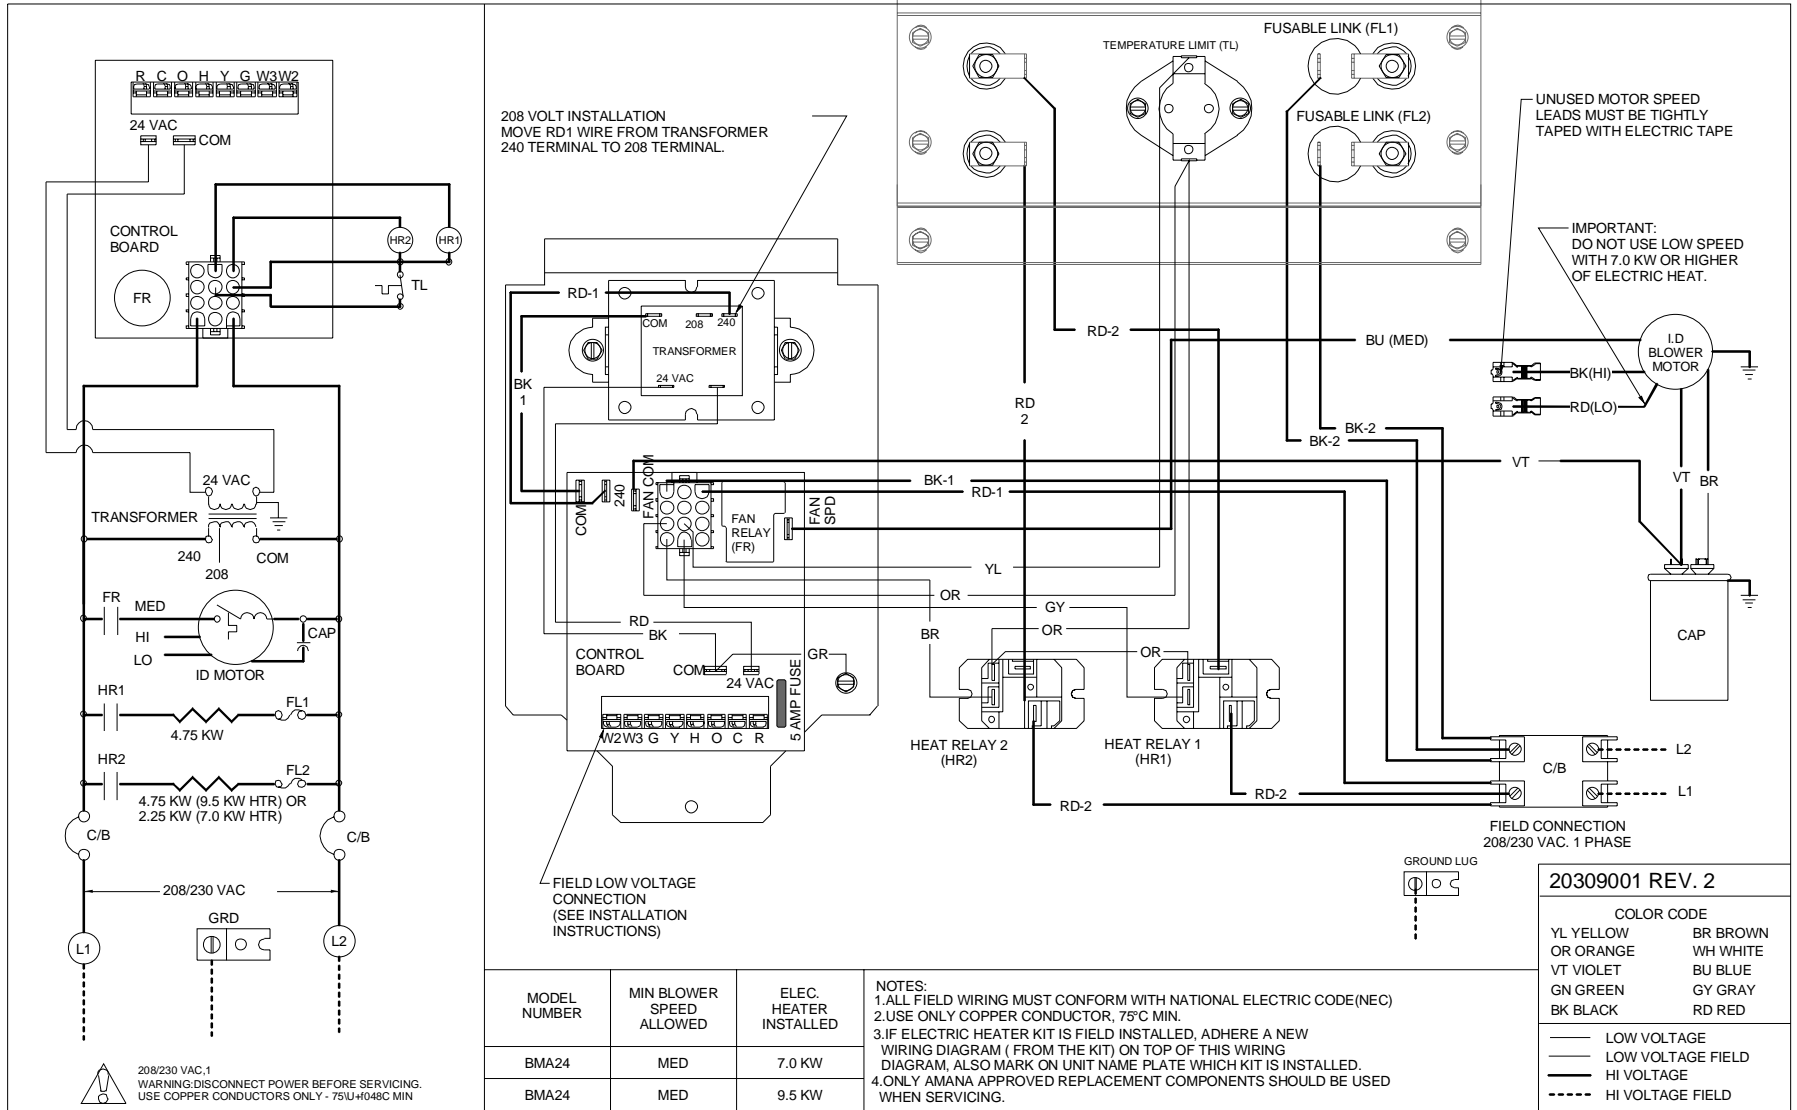 R C O H Y G W3 W2
24 VAC
COM
CONTROL
BOARD
FR
HR2
HR1
TL
24 VAC
TRANSFORMER
240
COM
208
FR
MED
HI
LO
CAP
ID MOTOR
HR1
FL1
4.75 KW
HR2
FL2
4.75 KW (9.5 KW HTR) OR
2.25 KW (7.0 KW HTR)
C/B
C/B
208/230 VAC
GRD
L1
L2
208/230 VAC,1
WARNING:DISCONNECT POWER BEFORE SERVICING.
USE COPPER CONDUCTORS ONLY - 75\U+f048C MIN
208 VOLT INSTALLATION
MOVE RD1 WIRE FROM TRANSFORMER
240 TERMINAL TO 208 TERMINAL.
TEMPERATURE LIMIT (TL)
FUSABLE LINK (FL1)
FUSABLE LINK (FL2)
UNUSED MOTOR SPEED
LEADS MUST BE TIGHTLY
TAPED WITH ELECTRIC TAPE
IMPORTANT:
DO NOT USE LOW SPEED
WITH 7.0 KW OR HIGHER
OF ELECTRIC HEAT.
RD-1
COM
208
240
TRANSFORMER
24 VAC
BK
1
RD-2
RD
2
BU (MED)
I.D
BLOWER
MOTOR
BK(HI)
RD(LO)
BK-2
BK-2
VT
VT
BR
COM
240
FAN COM
FAN
RELAY
(FR)
FAN
SPD
BK-1
RD-1
YL
OR
GY
OR
OR
BR
RD
BK
GR
CONTROL
BOARD
COM
24 VAC
5 AMP FUSE
W2 W3 G Y H O C R
CAP
HEAT RELAY 2
(HR2)
HEAT RELAY 1
(HR1)
RD-2
RD-2
C/B
L2
L1
FIELD CONNECTION
208/230 VAC. 1 PHASE
GROUND LUG
FIELD LOW VOLTAGE
CONNECTION
(SEE INSTALLATION
INSTRUCTIONS)
20309001 REV. 2
COLOR CODE
YL YELLOW BR BROWN
OR ORANGE WH WHITE
VT VIOLET BU BLUE
GN GREEN GY GRAY
BK BLACK RD RED
LOW VOLTAGE
LOW VOLTAGE FIELD
HI VOLTAGE
HI VOLTAGE FIELD
MODEL
NUMBER
MIN BLOWER
SPEED
ALLOWED
ELEC.
HEATER
INSTALLED
BMA24 MED 7.0 KW
BMA24 MED 9.5 KW
NOTES:
1.ALL FIELD WIRING MUST CONFORM WITH NATIONAL ELECTRIC CODE(NEC)
2.USE ONLY COPPER CONDUCTOR, 75°C MIN.
3.IF ELECTRIC HEATER KIT IS FIELD INSTALLED, ADHERE A NEW
WIRING DIAGRAM ( FROM THE KIT) ON TOP OF THIS WIRING
DIAGRAM, ALSO MARK ON UNIT NAME PLATE WHICH KIT IS INSTALLED.
4.ONLY AMANA APPROVED REPLACEMENT COMPONENTS SHOULD BE USED
WHEN SERVICING.